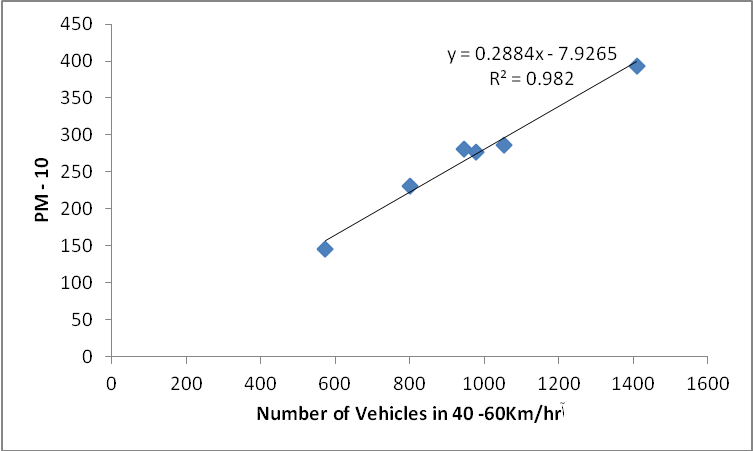 450
400
350
300
250
200
150
100
50
0
PM - 10
y = 0.2884x - 7.9265
R² = 0.982
0 200 400 600 800 1000 1200 1400 1600
Number of Vehicles in 40 -60Km/hr